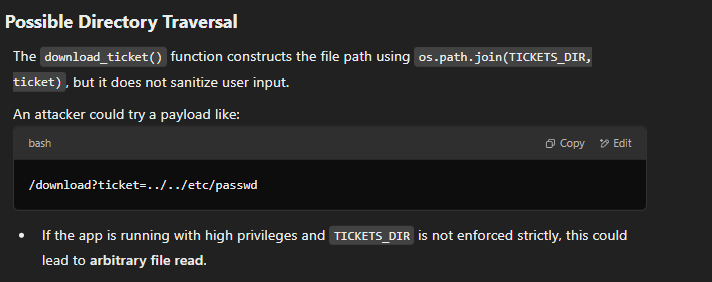 Possible Directory Traversal
The download_ticket() function constructs the file path using os.path.join(TICKETS_DIR,
ticket), but it does not sanitize user input.
An attacker could try a payload like:
bash Copy Edit
/download?ticket=../../etc/passwd
• If the app is running with high privileges and TICKETS_DIR is not enforced strictly, this could
lead to arbitrary file read.